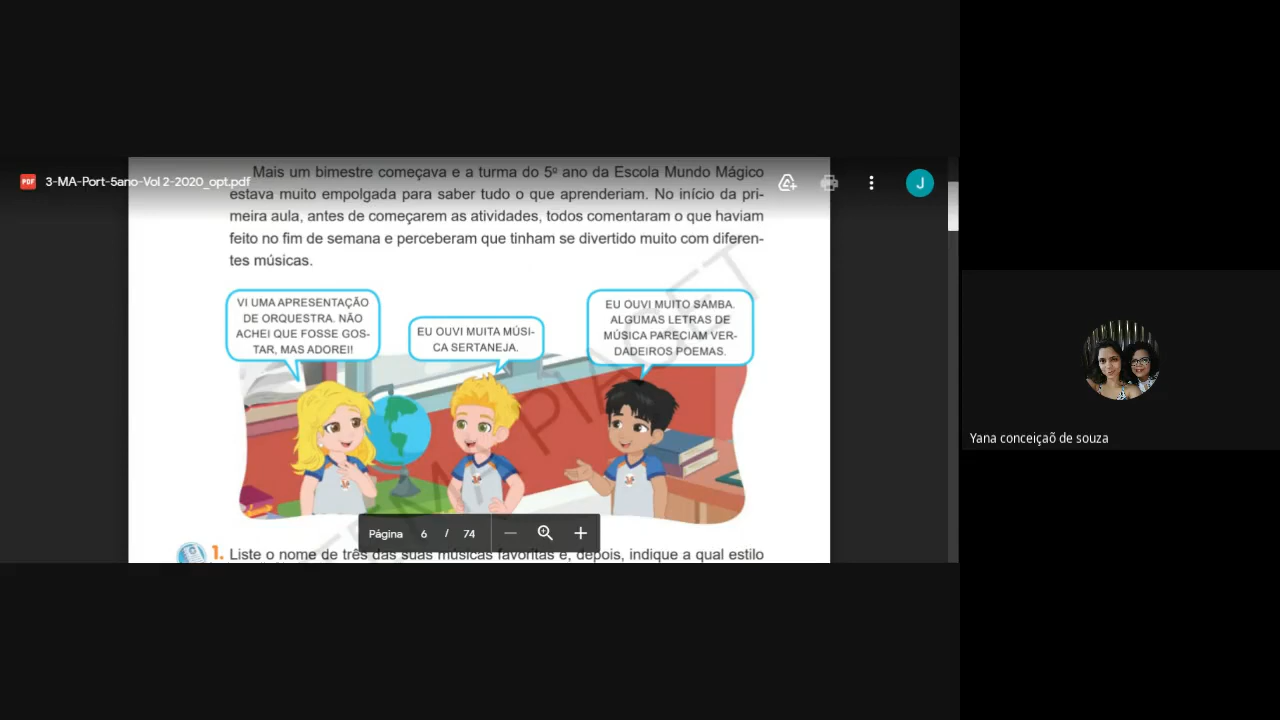 Mais um bimestre começava e a turma do 5º ano da Escola Mundo Mágico
PDF 3-MA-Port-5ano-Vol 2-2020_opt.pdf
J
estava muito empolgada para saber tudo o que aprenderiam. No início da pri-
meira aula, antes de começarem as atividades, todos comentaram o que haviam
feito no fim de semana e perceberam que tinham se divertido muito com diferen-
tes músicas.
VI UMA APRESENTAÇÃO
DE ORQUESTRA. NÃO
ACHEI QUE FOSSE GOS-
TAR, MAS ADOREI!
EU OUVI MUITA MÚSI-
CA SERTANEJA.
EU OUVI MUITO SAMBA.
ALGUMAS LETRAS DE
MÚSICA PARECIAM VER-
DADEIROS POEMAS.
PIAGET
Página 6 / 74
1. Liste o nome de três das suas músicas favoritas e, depois, indique a qual estilo
Yana conceiçaõ de souza